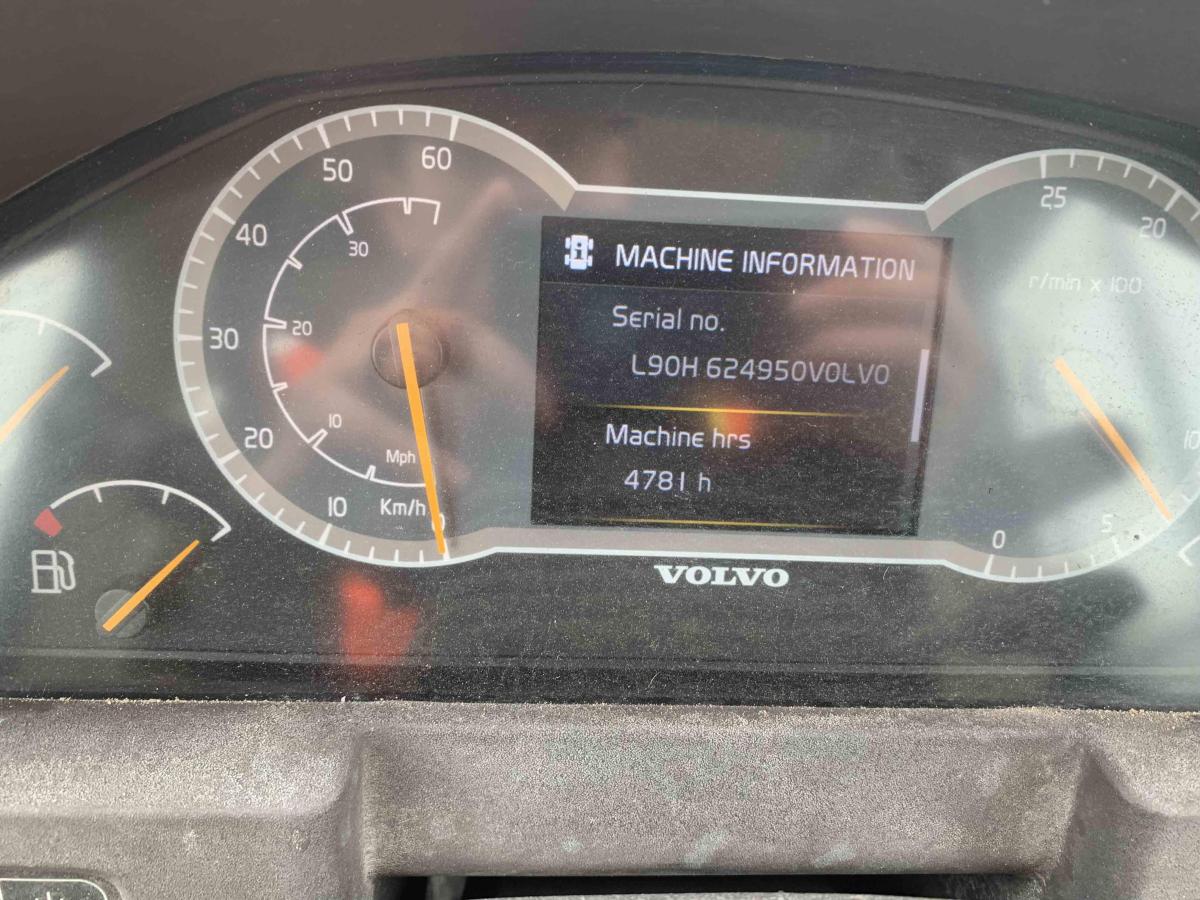 60
50
40
30
20
10
Km/h
30
20
10
Mph
MACHINE INFORMATION
Serial no.
L90H 624950VOLVO
Machine hrs
4781 h
VOLVO
25
20
r/min x 100
10
5
0